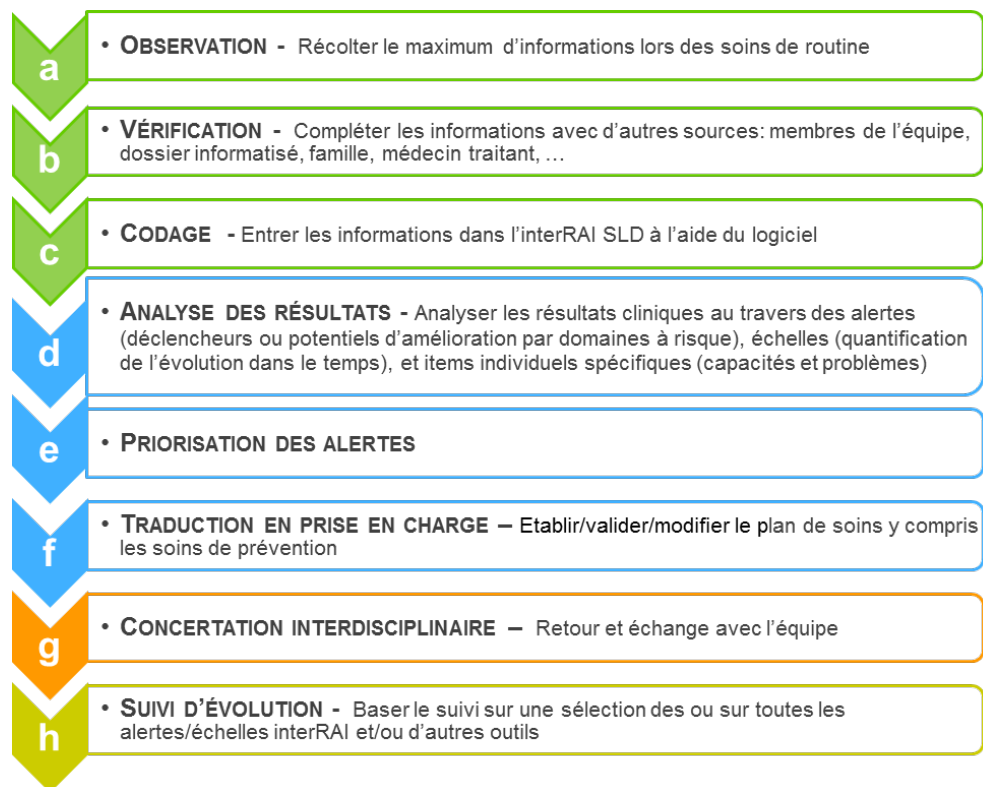 a
• OBSERVATION - Récolter le maximum d'informations lors des soins de routine
b
• VÉRIFICATION - Compléter les informations avec d'autres sources: membres de l'équipe,
dossier informatisé, famille, médecin traitant, …
c
• CODAGE - Entrer les informations dans l'interRAI SLD à l'aide du logiciel
d
• ANALYSE DES RÉSULTATS - Analyser les résultats cliniques au travers des alertes
(déclencheurs ou potentiels d'amélioration par domaines à risque), échelles (quantification
de l'évolution dans le temps), et items individuels spécifiques (capacités et problèmes)
e
• PRIORISATION DES ALERTES
f
• TRADUCTION EN PRISE EN CHARGE – Etablir/valider/modifier le plan de soins y compris
les soins de prévention
g
• CONCERTATION INTERDISCIPLINAIRE – Retour et échange avec l'équipe
h
• SUIVI D'ÉVOLUTION - Baser le suivi sur une sélection des ou sur toutes les
alertes/échelles interRAI et/ou d'autres outils